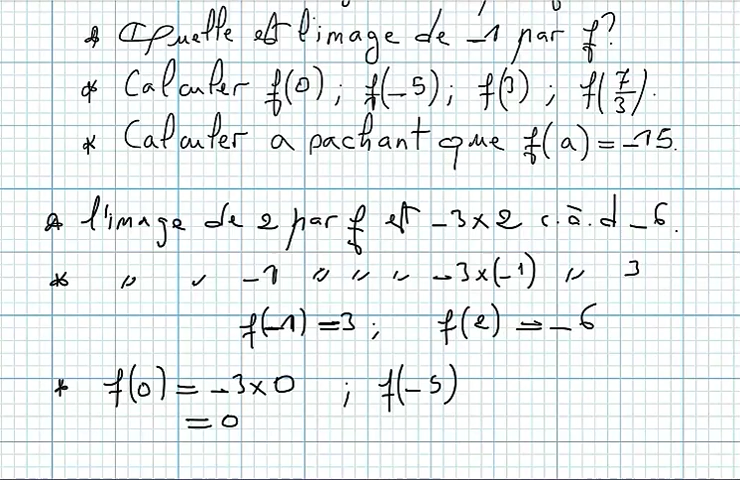 * Quelle est l'image de -1 par f?
* Calculer f(0) ; f(-5) ; f(3) ; f(7/3).
* Calculer a pachant que f(a) = -15.
* l'image de 2 par f est -3×2 c.à.d -6.
* " " -1 " " " -3×(-1) " 3
f(-1) = 3 ; f(2) = -6
* f(0) = -3×0 ; f(-5)
= 0